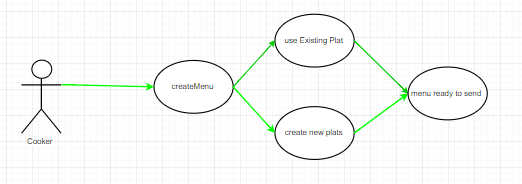 use Existing Plat
createMenu
menu ready to send
create new plats
Cooker